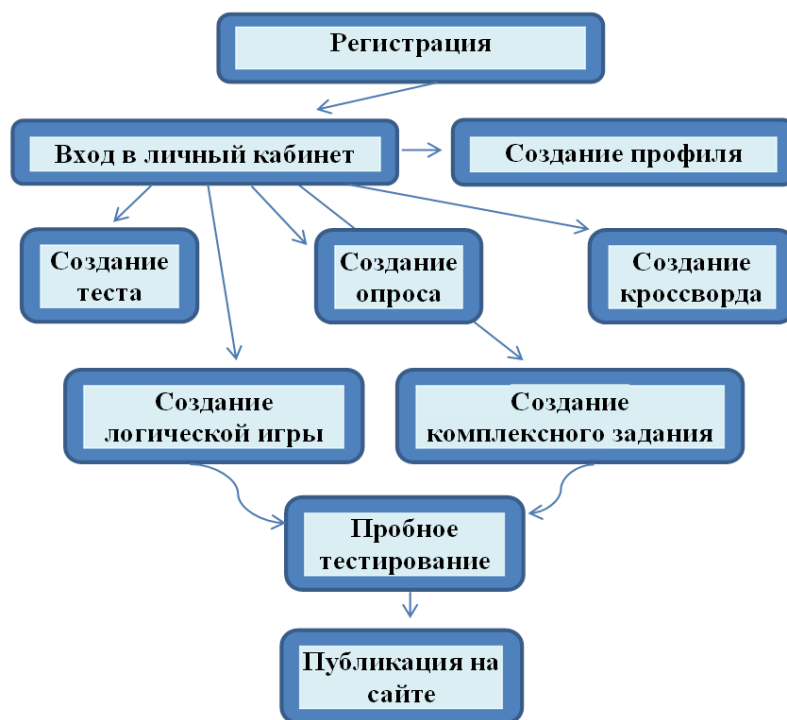 Регистрация
Вход в личный кабинет
Создание профиля
Создание
теста
Создание
опроса
Создание
кроссворда
Создание
логической игры
Создание
комплексного задания
Пробное
тестирование
Публикация на
сайте